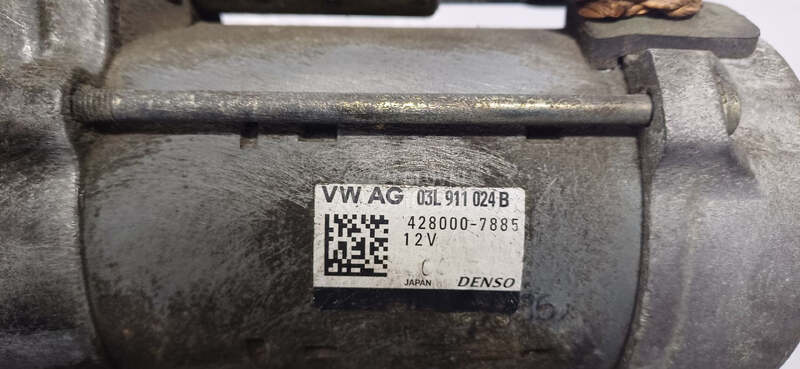 VW AG 03L 911 024 B
428000-7885
12V
JAPAN DENSO